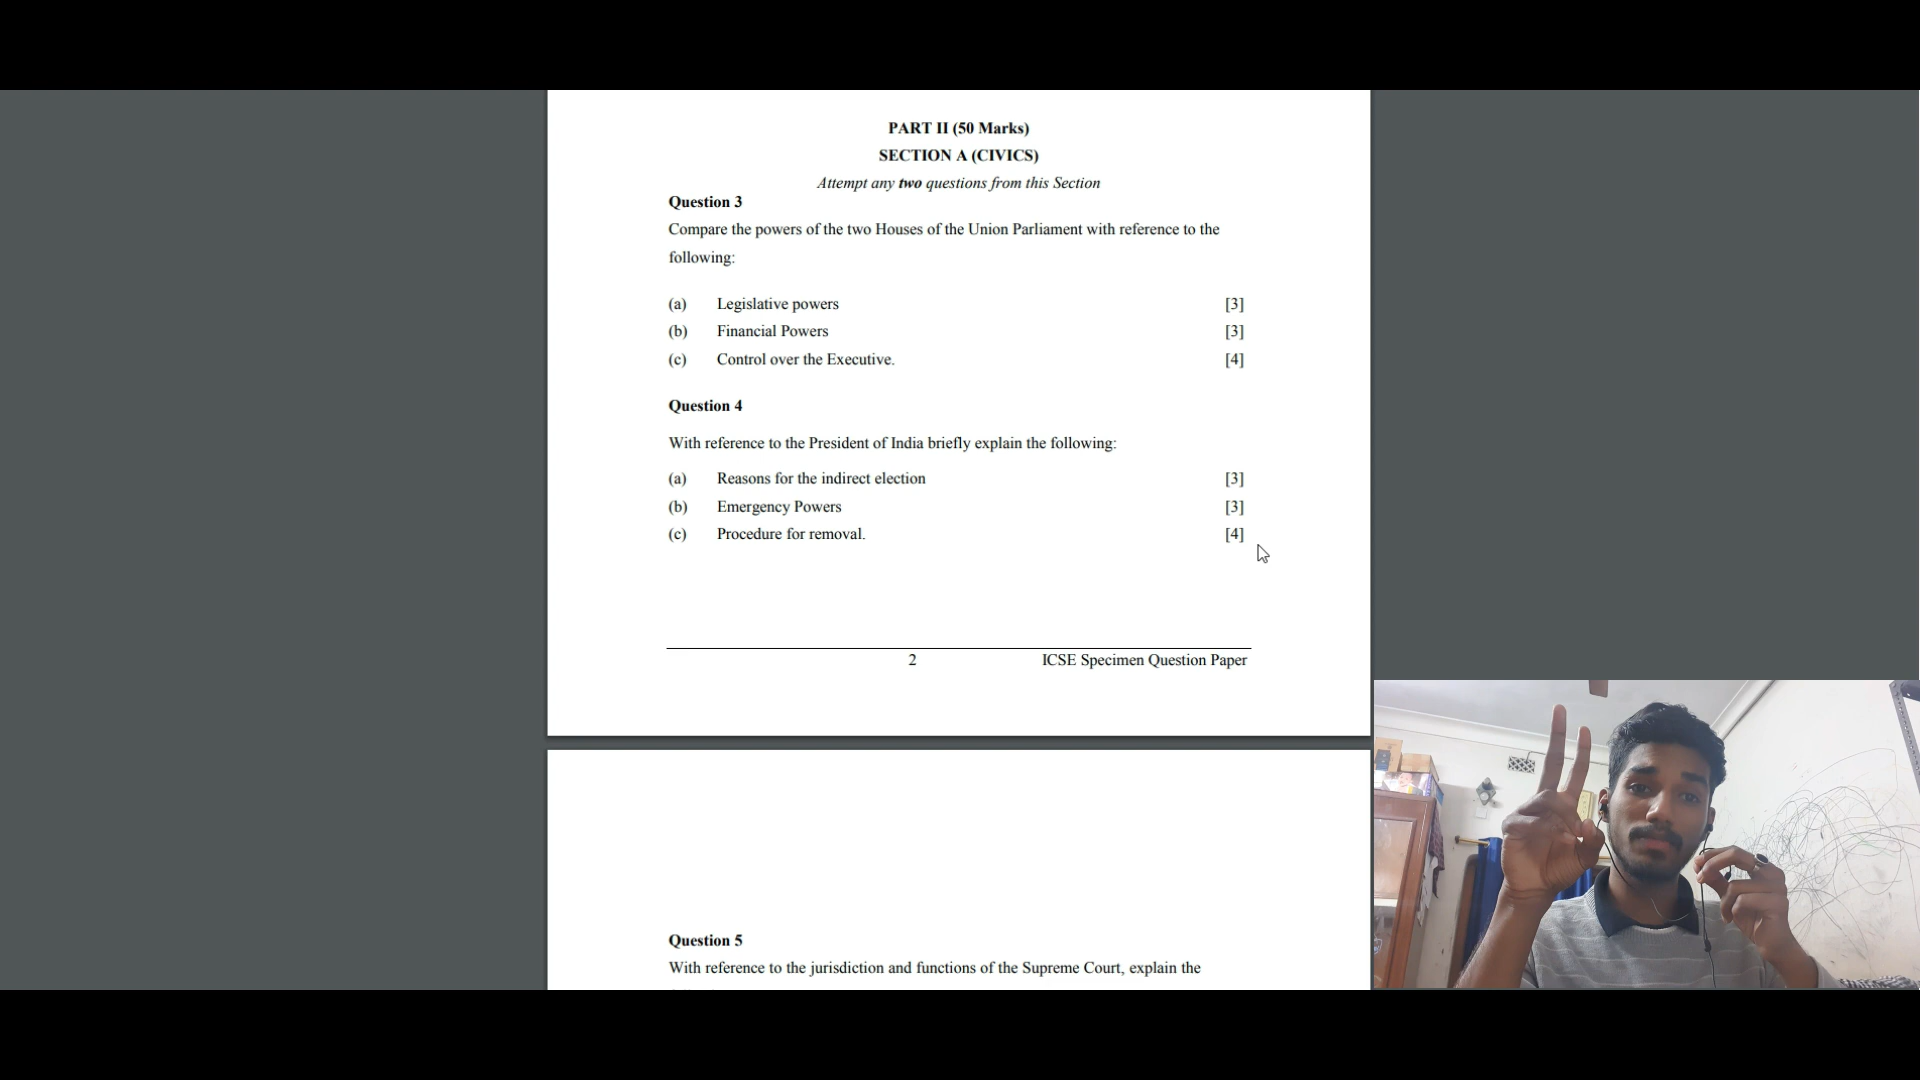 PART II (50 Marks)
SECTION A (CIVICS)
Attempt any two questions from this Section
Question 3
Compare the powers of the two Houses of the Union Parliament with reference to the
following:
(a) Legislative powers [3]
(b) Financial Powers [3]
(c) Control over the Executive. [4]
Question 4
With reference to the President of India briefly explain the following:
(a) Reasons for the indirect election [3]
(b) Emergency Powers [3]
(c) Procedure for removal. [4]
2 ICSE Specimen Question Paper
Question 5
With reference to the jurisdiction and functions of the Supreme Court, explain the